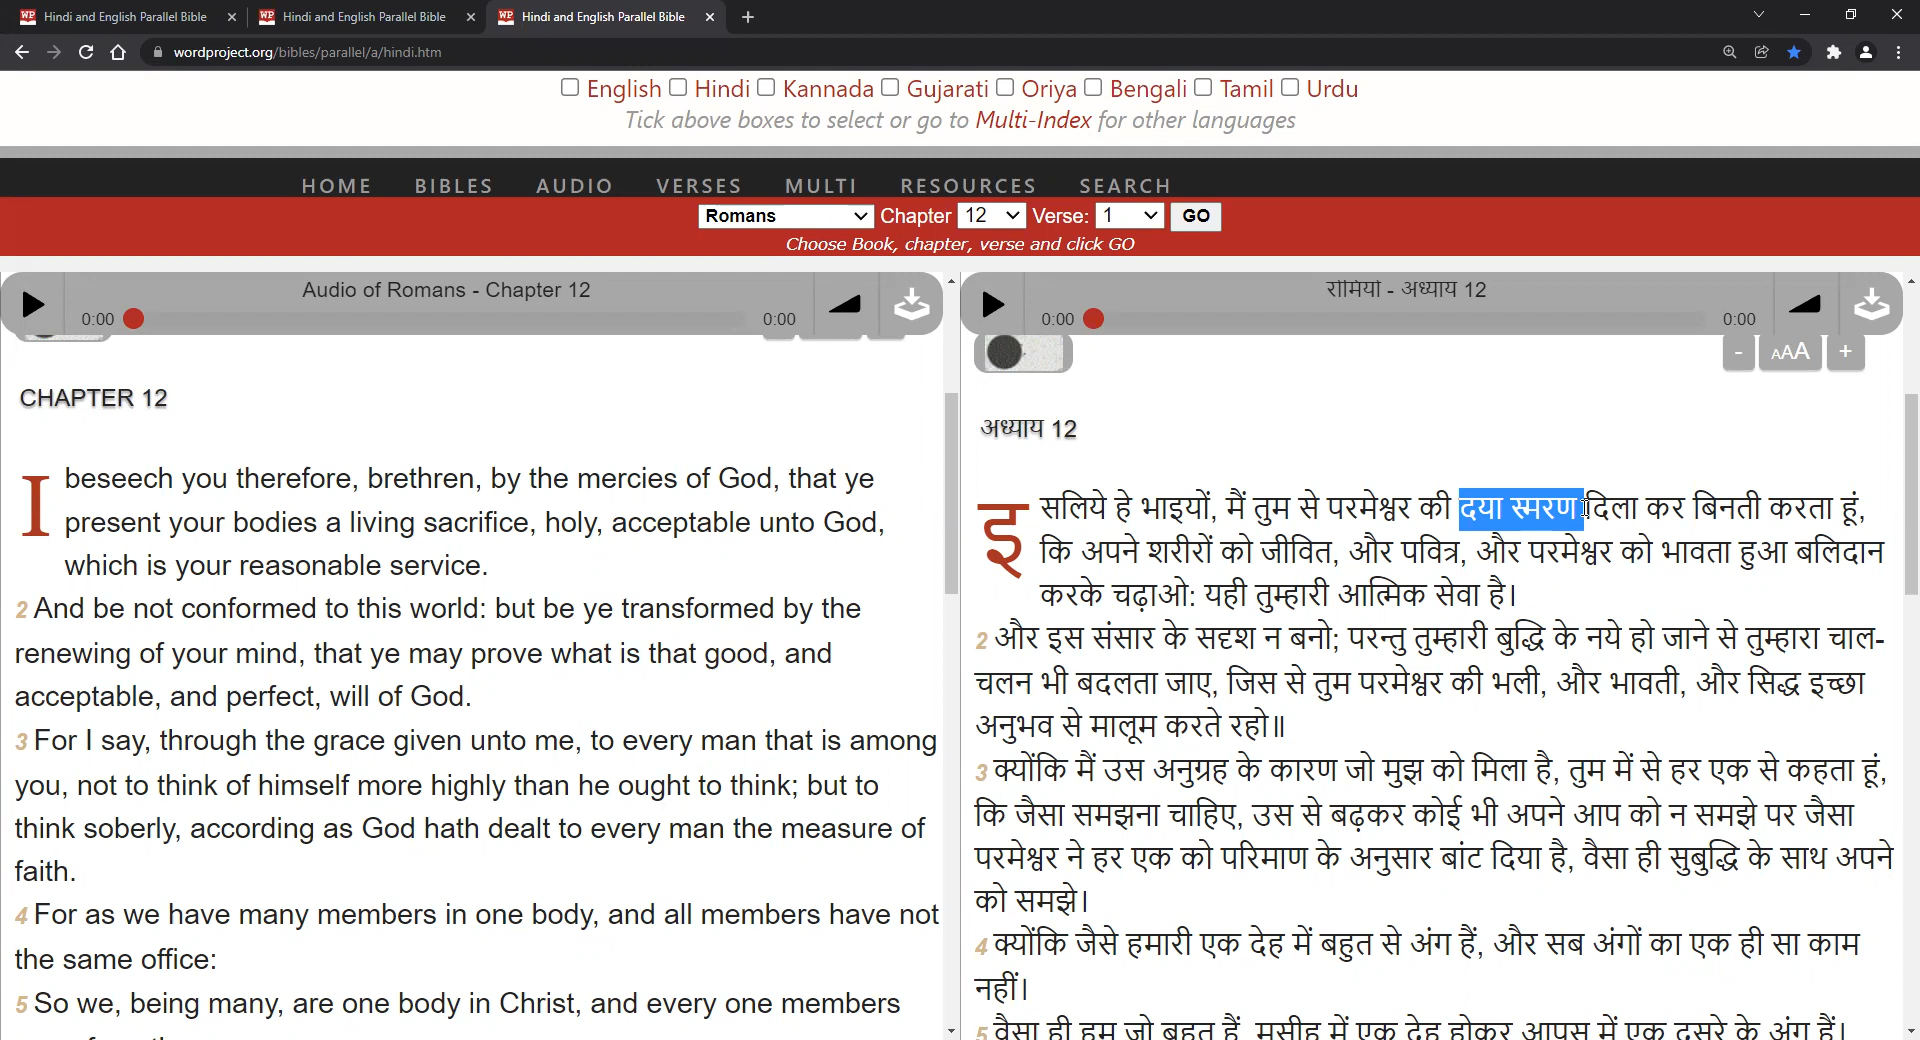 Hindi and English Parallel Bible
Hindi and English Parallel Bible
Hindi and English Parallel Bible
wordproject.org/bibles/parallel/a/hindi.htm
English Hindi Kannada Gujarati Oriya Bengali Tamil Urdu
Tick above boxes to select or go to Multi-Index for other languages
HOME BIBLES AUDIO VERSES MULTI RESOURCES SEARCH
Romans Chapter 12 Verse: 1 GO
Choose Book, chapter, verse and click GO
Audio of Romans - Chapter 12
0:00 0:00
CHAPTER 12
I beseech you therefore, brethren, by the mercies of God, that ye
present your bodies a living sacrifice, holy, acceptable unto God,
which is your reasonable service.
2 And be not conformed to this world: but be ye transformed by the
renewing of your mind, that ye may prove what is that good, and
acceptable, and perfect, will of God.
3 For I say, through the grace given unto me, to every man that is among
you, not to think of himself more highly than he ought to think; but to
think soberly, according as God hath dealt to every man the measure of
faith.
4 For as we have many members in one body, and all members have not
the same office:
5 So we, being many, are one body in Christ, and every one members
रोमियो - अध्याय 12
0:00 0:00
- AAA +
अध्याय 12
इसलिये हे भाइयों, मैं तुम से परमेश्वर की दया स्मरण दिला कर बिनती करता हूं,
कि अपने शरीरों को जीवित, और पवित्र, और परमेश्वर को भावता हुआ बलिदान
करके चढ़ाओ: यही तुम्हारी आत्मिक सेवा है।
2 और इस संसार के सदृश न बनो; परन्तु तुम्हारी बुद्धि के नये हो जाने से तुम्हारा चाल-
चलन भी बदलता जाए, जिस से तुम परमेश्वर की भली, और भावती, और सिद्ध इच्छा
अनुभव से मालूम करते रहो॥
3 क्योंकि मैं उस अनुग्रह के कारण जो मुझ को मिला है, तुम में से हर एक से कहता हूं,
कि जैसा समझना चाहिए, उस से बढ़कर कोई भी अपने आप को न समझे पर जैसा
परमेश्वर ने हर एक को परिमाण के अनुसार बांट दिया है, वैसा ही सुबुद्धि के साथ अपने
को समझे।
4 क्योंकि जैसे हमारी एक देह में बहुत से अंग हैं, और सब अंगों का एक ही सा काम
नहीं।
5 वैसा ही हम जो बहुत हैं, मसीह में एक देह होकर आपस में एक दूसरे के अंग हैं।